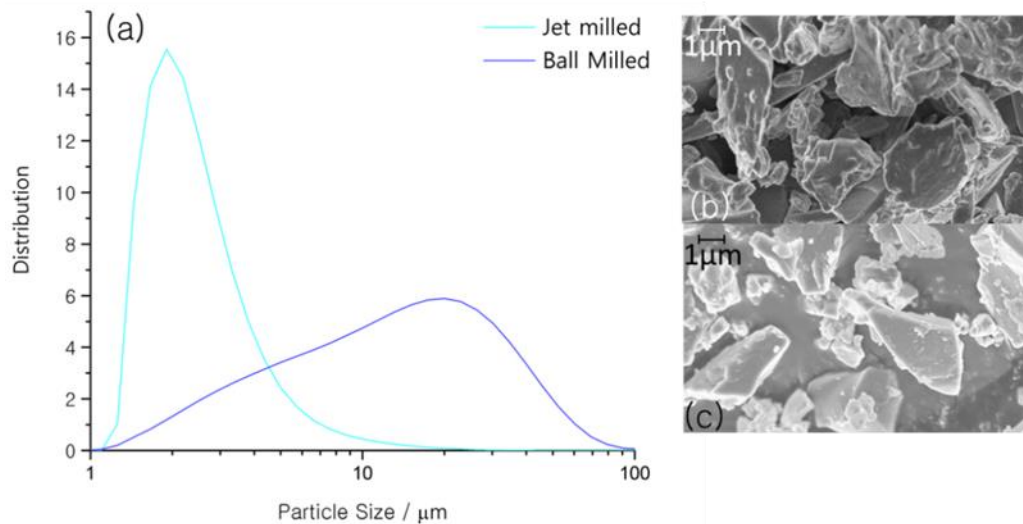 (a)
Jet milled
Ball Milled
16
14
12
10
8
6
4
2
0
Distribution
1
10
100
Particle Size / μm
1μm
(b)
1μm
(c)